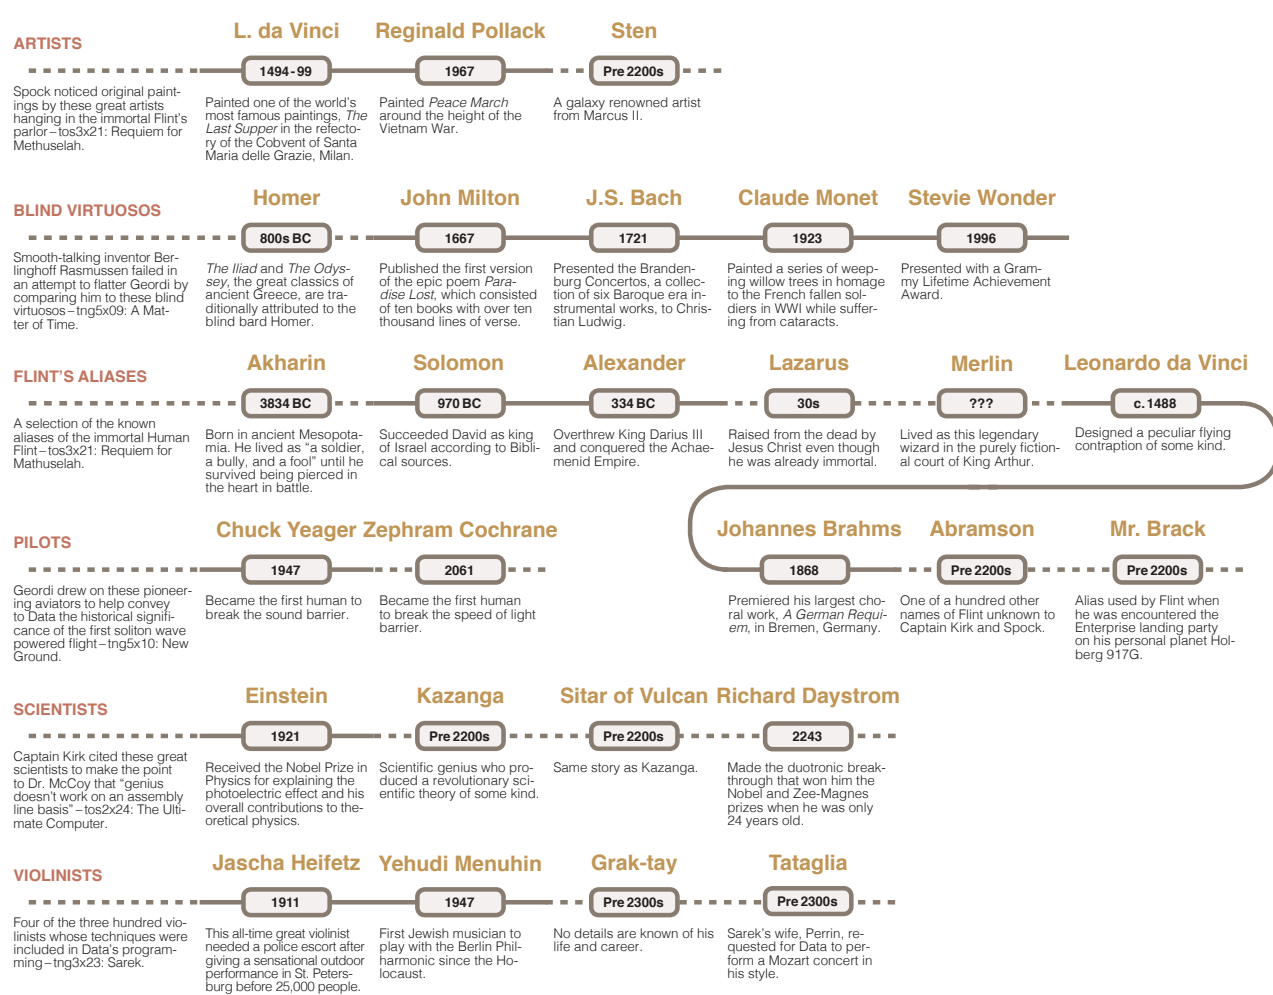 ARTISTS
Spock noticed original paint-
ings by these great artists
hanging in the immortal Flint's
parlor – tos3x21: Requiem for
Methuselah.
L. da Vinci
1494-99
Painted one of the world's
most famous paintings, The
Last Supper in the refecto-
ry of the Cobvent of Santa
Maria delle Grazie, Milan.
Reginald Pollack
1967
Painted Peace March
around the height of the
Vietnam War.
Sten
Pre 2200s
A galaxy renowned artist
from Marcus II.
BLIND VIRTUOSOS
Smooth-talking inventor Ber-
linghoff Rasmussen failed in
an attempt to flatter Geordi by
comparing him to these blind
virtuosos – tng5x09: A Mat-
ter of Time.
Homer
800s BC
The Iliad and The Odys-
sey, the great classics of
ancient Greece, are tra-
ditionally attributed to the
blind bard Homer.
John Milton
1667
Published the first version
of the epic poem Para-
dise Lost, which consisted
of ten books with over ten
thousand lines of verse.
J.S. Bach
1721
Presented the Branden-
burg Concertos, a collec-
tion of six Baroque era in-
strumental works, to Chris-
tian Ludwig.
Claude Monet
1923
Painted a series of weep-
ing willow trees in homage
to the French fallen sol-
diers in WWI while suffer-
ing from cataracts.
Stevie Wonder
1996
Presented with a Gram-
my Lifetime Achievement
Award.
FLINT'S ALIASES
A selection of the known
aliases of the immortal Human
Flint – tos3x21: Requiem for
Mathuselah.
Akharin
3834 BC
Born in ancient Mesopota-
mia. He lived as “a soldier,
a bully, and a fool” until he
survived being pierced in
the heart in battle.
Solomon
970 BC
Succeeded David as king
of Israel according to Bibli-
cal sources.
Alexander
334 BC
Overthrew King Darius III
and conquered the Achae-
menid Empire.
Lazarus
30s
Raised from the dead by
Jesus Christ even though
he was already immortal.
Merlin
???
Lived as this legendary
wizard in the purely fiction-
al court of King Arthur.
Leonardo da Vinci
c. 1488
Designed a peculiar flying
contraption of some kind.
Johannes Brahms
1868
Premiered his largest cho-
ral work, A German Requi-
em, in Bremen, Germany.
Abramson
Pre 2200s
One of a hundred other
names of Flint unknown to
Captain Kirk and Spock.
Mr. Brack
Pre 2200s
Alias used by Flint when
he was encountered the
Enterprise landing party
on his personal planet Hol-
berg 917G.
PILOTS
Geordi drew on these pioneer-
ing aviators to help convey
to Data the historical signifi-
cance of the first soliton wave
powered flight – tng5x10: New
Ground.
Chuck Yeager
1947
Became the first human to
break the sound barrier.
Zephram Cochrane
2061
Became the first human
to break the speed of light
barrier.
SCIENTISTS
Captain Kirk cited these great
scientists to make the point
to Dr. McCoy that “genius
doesn't work on an assembly
line basis” – tos2x24: The Ulti-
mate Computer.
Einstein
1921
Received the Nobel Prize in
Physics for explaining the
photoelectric effect and his
overall contributions to the-
oretical physics.
Kazanga
Pre 2200s
Scientific genius who pro-
duced a revolutionary sci-
entific theory of some kind.
Sitar of Vulcan
Pre 2200s
Same story as Kazanga.
Richard Daystrom
2243
Made the duotronic break-
through that won him the
Nobel and Zee-Magnes
prizes when he was only
24 years old.
VIOLINISTS
Four of the three hundred vio-
linists whose techniques were
included in Data's program-
ming – tng3x23: Sarek.
Jascha Heifetz
1911
This all-time great violinist
needed a police escort after
giving a sensational outdoor
performance in St. Peters-
burg before 25,000 people.
Yehudi Menuhin
1947
First Jewish musician to
play with the Berlin Phil-
harmonic since the Ho-
locaust.
Grak-tay
Pre 2300s
No details are known of his
life and career.
Tataglia
Pre 2300s
Sarek's wife, Perrin, re-
quested for Data to per-
form a Mozart concert in
his style.